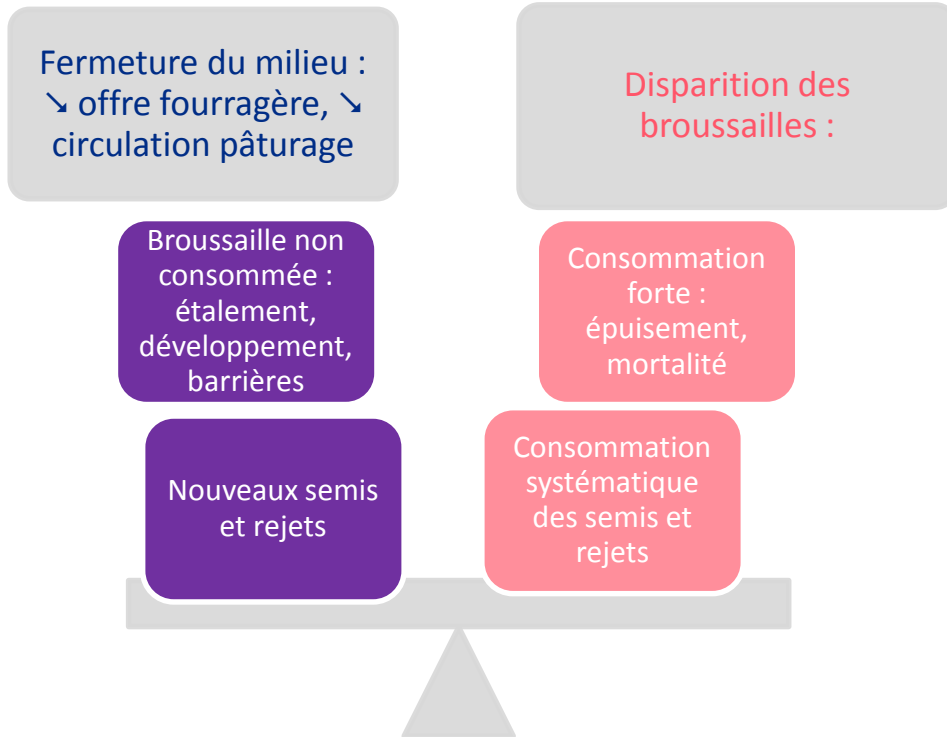 Fermeture du milieu :
↘ offre fourragère, ↘
circulation pâturage
Disparition des
broussailles :
Broussaille non
consommée :
étalement,
développement,
barrières
Consommation
forte :
épuisement,
mortalité
Nouveaux semis
et rejets
Consommation
systématique
des semis et
rejets